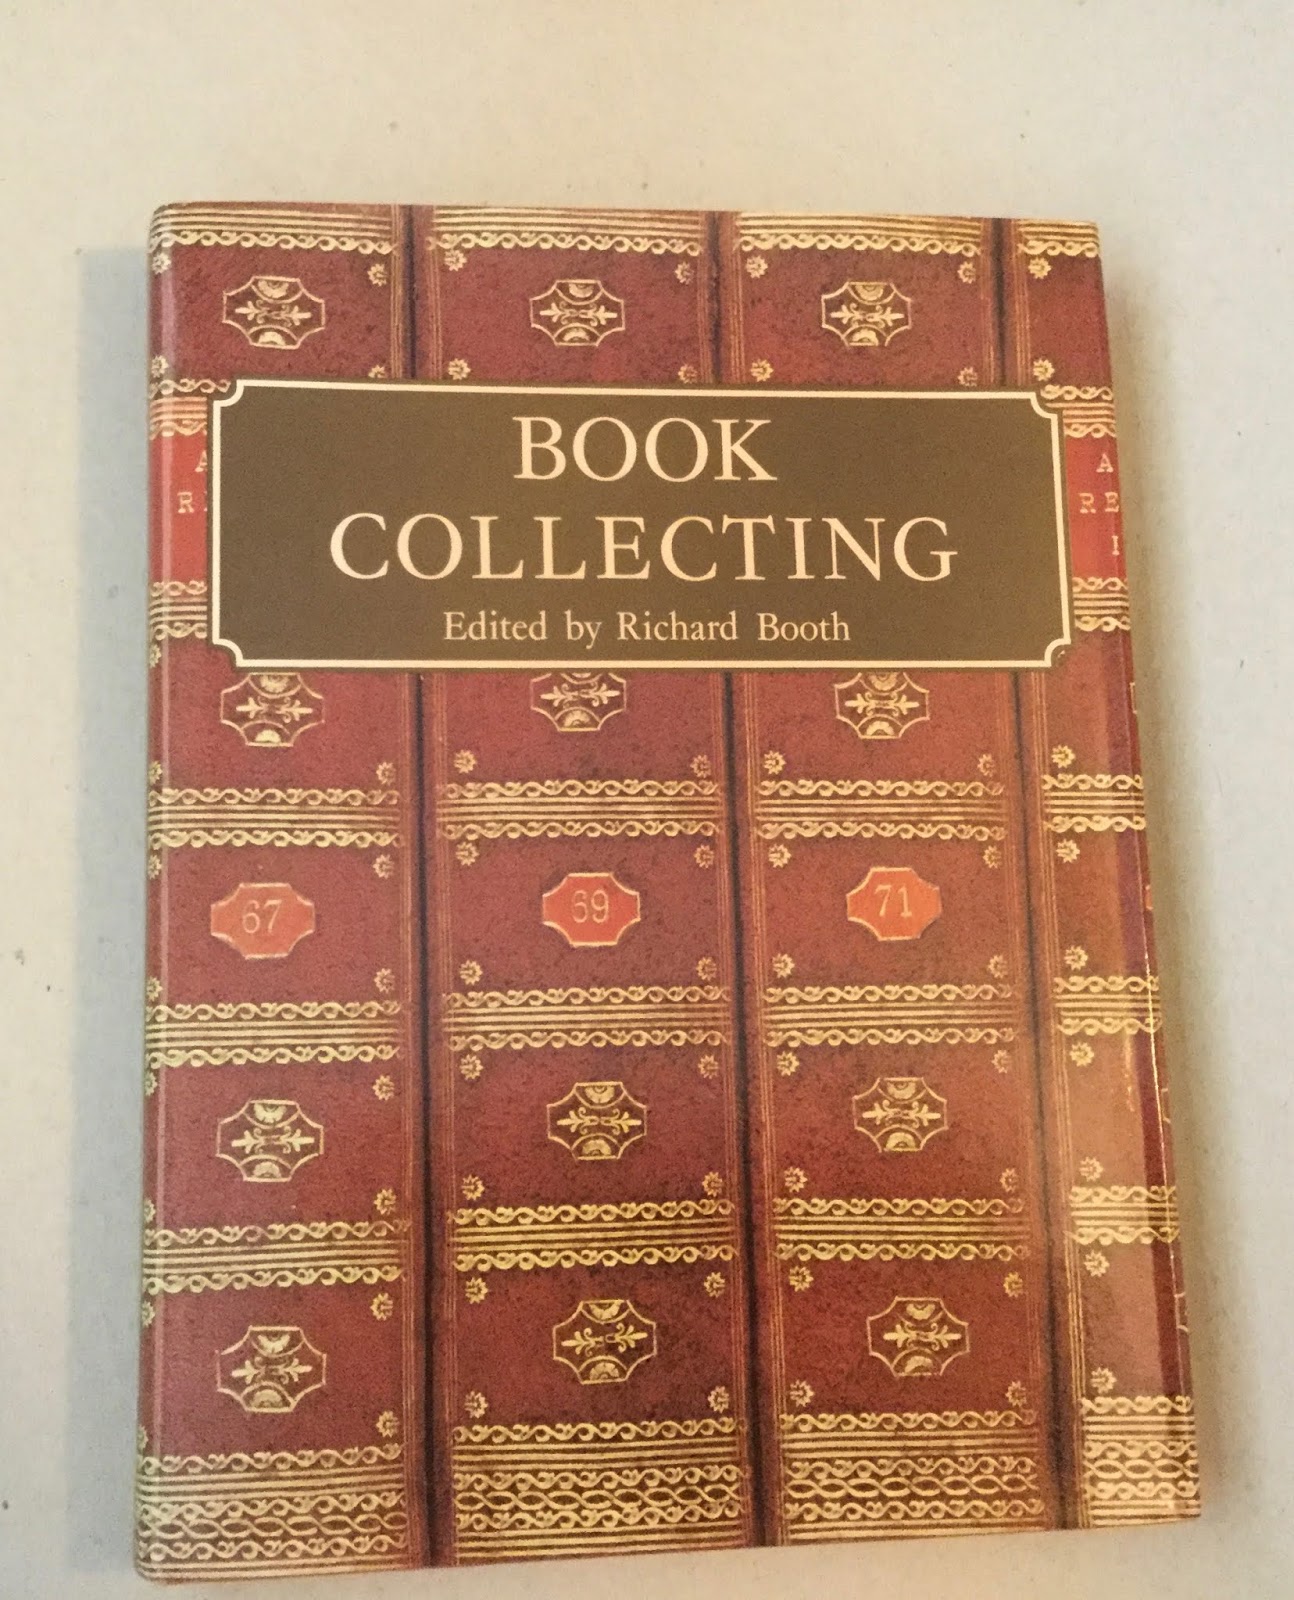 BOOK
COLLECTING
Edited by Richard Booth
67
69
71